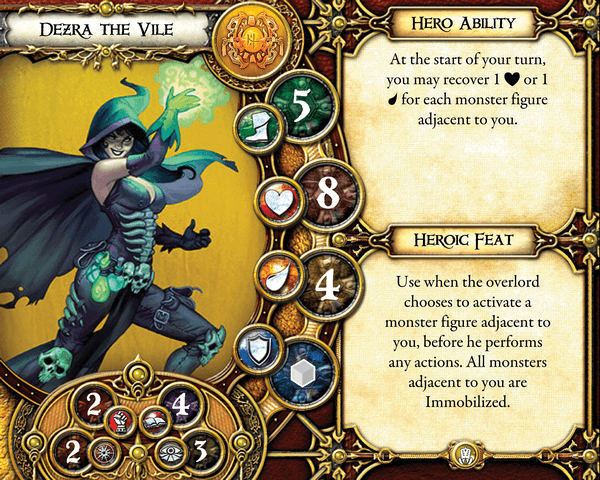 Dezra the Vile
5
8
4
2 4
2 3
Hero Ability
At the start of your turn,
you may recover 1 ♥ or 1
for each monster figure
adjacent to you.
Heroic Feat
Use when the overlord
chooses to activate a
monster figure adjacent to
you, before he performs
any actions. All monsters
adjacent to you are
Immobilized.